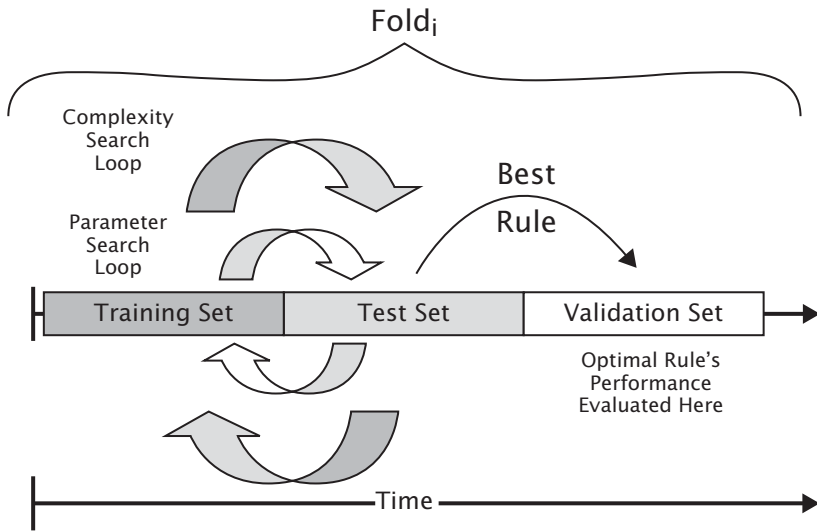 Foldi
Complexity
Search
Loop
Best
Rule
Parameter
Search
Loop
Training Set
Test Set
Validation Set
Optimal Rule's
Performance
Evaluated Here
Time